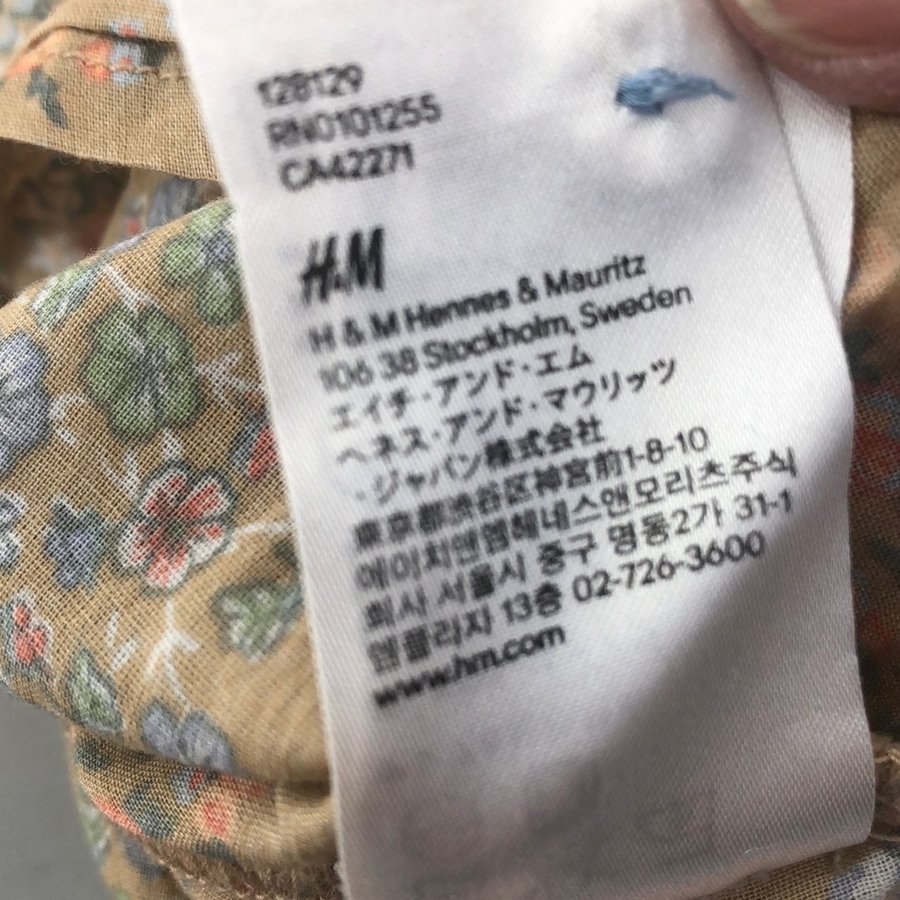 128129
RN0101255
CA42271
H&M
H & M Hennes & Mauritz
106 38 Stockholm, Sweden
エイチ・アンド・エム
ヘネス・アンド・マウリッツ
・ジャパン株式会社
東京都渋谷区神宮前1-8-10
에이치앤엠헤네스앤모리츠주식
회사 서울시 중구 명동2가 31-1
엠플라자 13층 02-726-3600
www.hm.com